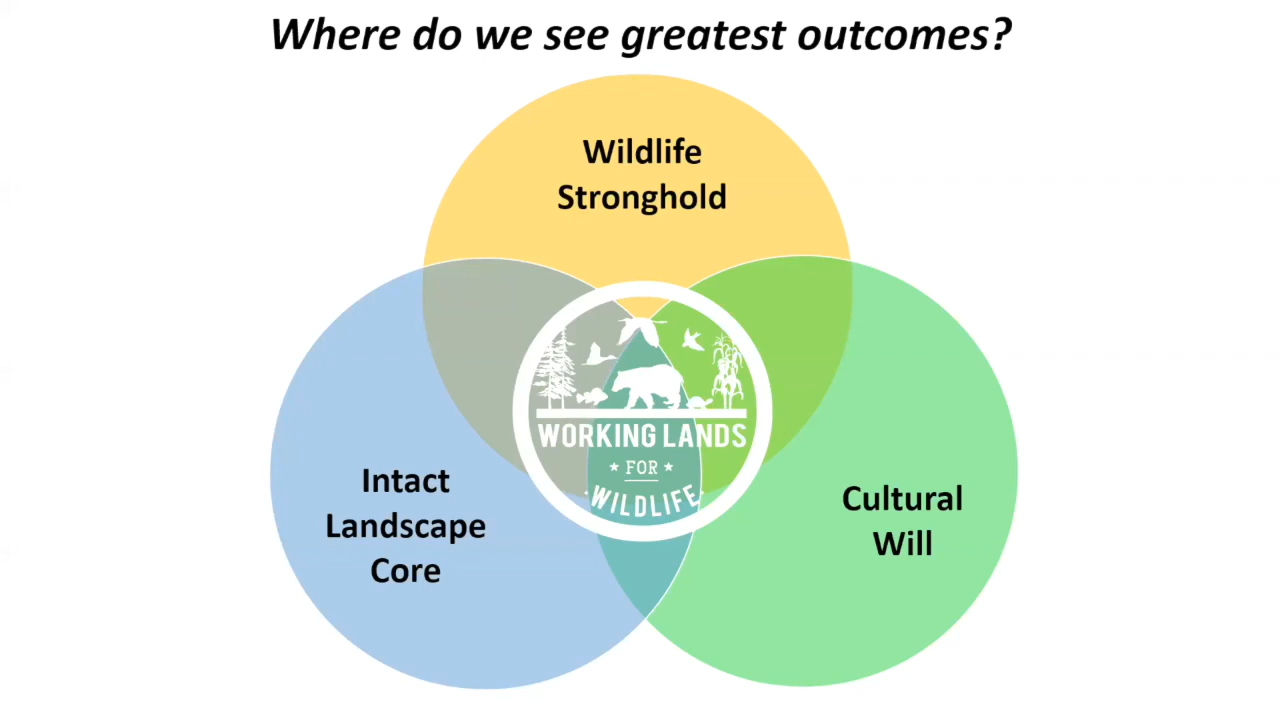 Where do we see greatest outcomes?
Wildlife
Stronghold
WORKING LANDS
FOR
WILDLIFE
Intact
Landscape
Core
Cultural
Will